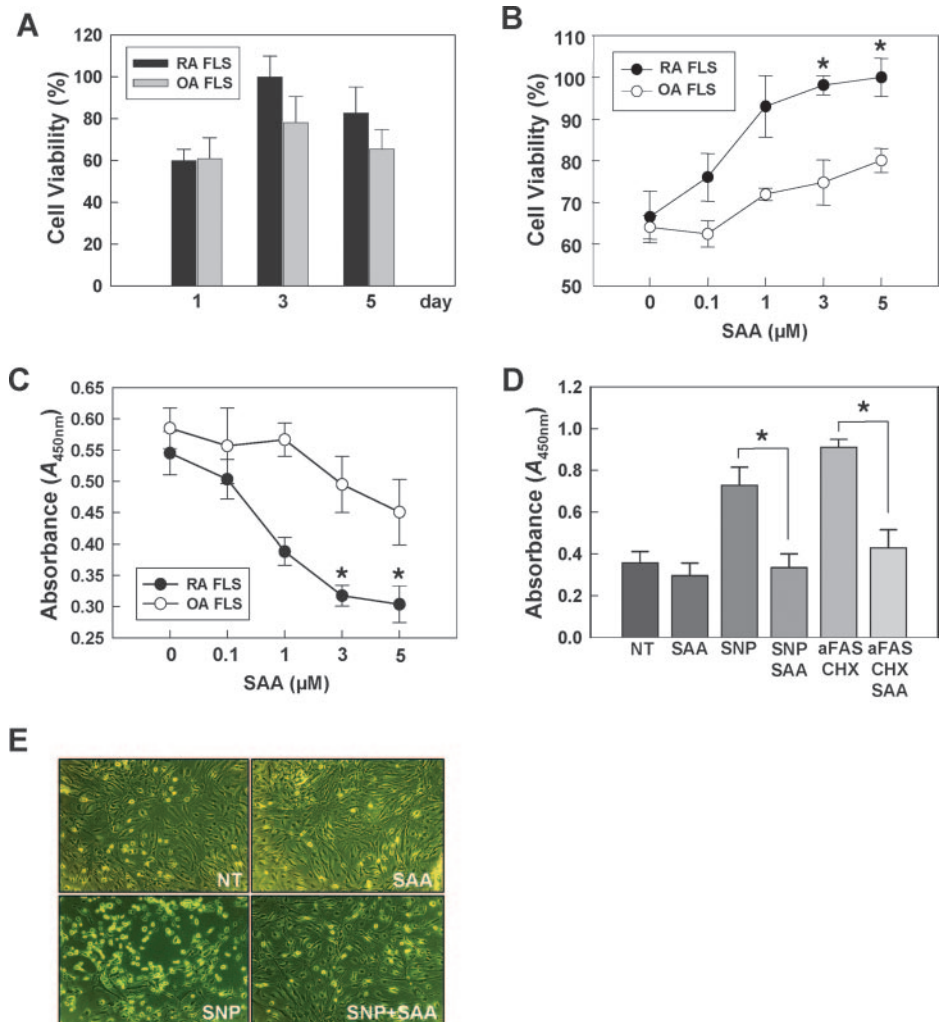 A
RA FLS
OA FLS
Cell Viability (%)
120
100
80
60
40
20
0
1 3 5 day
B
RA FLS
OA FLS
Cell Viability (%)
110
100
90
80
70
60
50
* *
0 0.1 1 3 5
SAA (µM)
C
Absorbance (A450nm)
0.65
0.60
0.55
0.50
0.45
0.40
0.35
0.30
0.25
* *
RA FLS
OA FLS
0 0.1 1 3 5
SAA (µM)
D
Absorbance (A450nm)
1.2
1.0
0.8
0.6
0.4
0.2
0.0
* *
NT SAA SNP SNP aFAS aFAS
SAA CHX CHX
SAA
E
NT SAA
SNP SNP+SAA